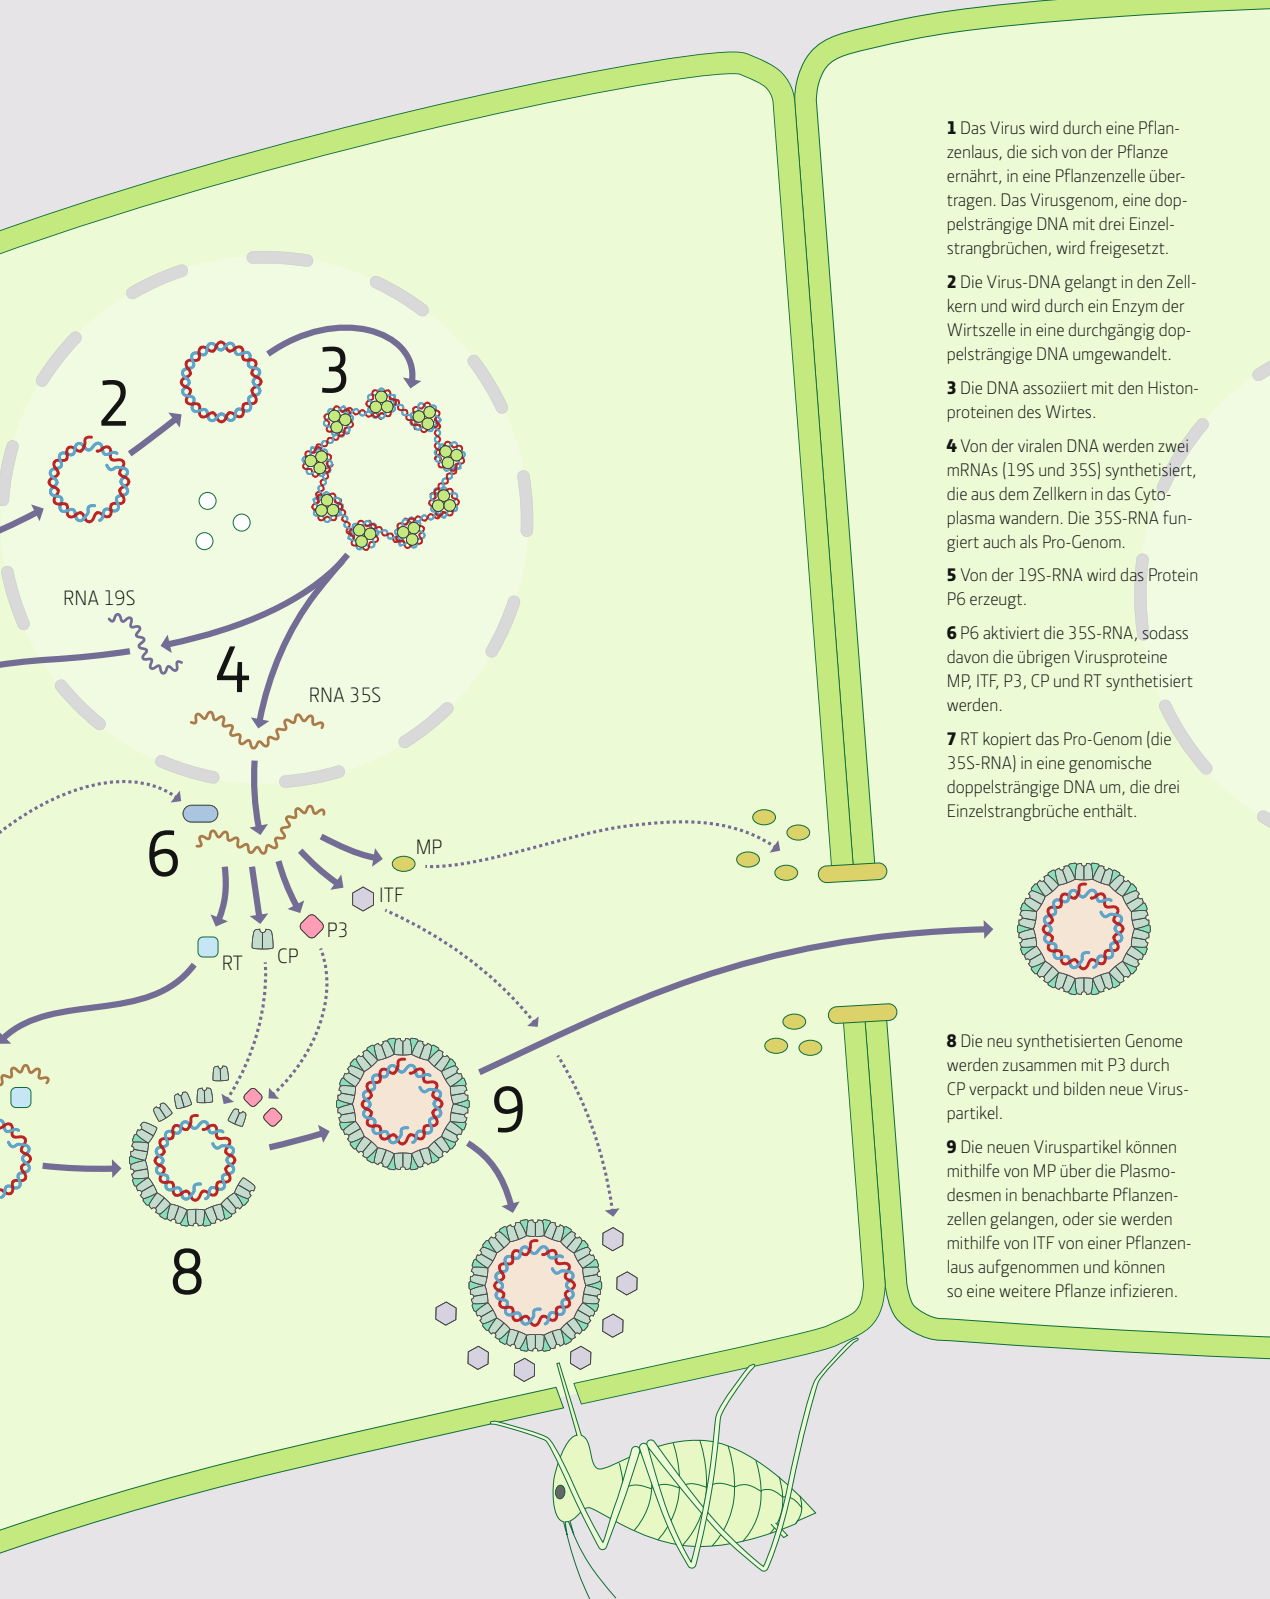 1 Das Virus wird durch eine Pflan-
zenlaus, die sich von der Pflanze
ernährt, in eine Pflanzenzelle über-
tragen. Das Virusgenom, eine dop-
pelsträngige DNA mit drei Einzel-
strangbrüchen, wird freigesetzt.
2 Die Virus-DNA gelangt in den Zell-
kern und wird durch ein Enzym der
Wirtszelle in eine durchgängig dop-
pelsträngige DNA umgewandelt.
3 Die DNA assoziiert mit den Histon-
proteinen des Wirtes.
4 Von der viralen DNA werden zwei
mRNAs (19S und 35S) synthetisiert,
die aus dem Zellkern in das Cyto-
plasma wandern. Die 35S-RNA fun-
giert auch als Pro-Genom.
5 Von der 19S-RNA wird das Protein
P6 erzeugt.
6 P6 aktiviert die 35S-RNA, sodass
davon die übrigen Virusproteine
MP, ITF, P3, CP und RT synthetisiert
werden.
7 RT kopiert das Pro-Genom (die
35S-RNA) in eine genomische
doppelsträngige DNA um, die drei
Einzelstrangbrüche enthält.
8 Die neu synthetisierten Genome
werden zusammen mit P3 durch
CP verpackt und bilden neue Virus-
partikel.
9 Die neuen Viruspartikel können
mithilfe von MP über die Plasmo-
desmen in benachbarte Pflanzen-
zellen gelangen, oder sie werden
mithilfe von ITF von einer Pflanzen-
laus aufgenommen und können
so eine weitere Pflanze infizieren.
2
3
RNA 19S
4
RNA 35S
6
MP
ITF
P3
CP
RT
9
8